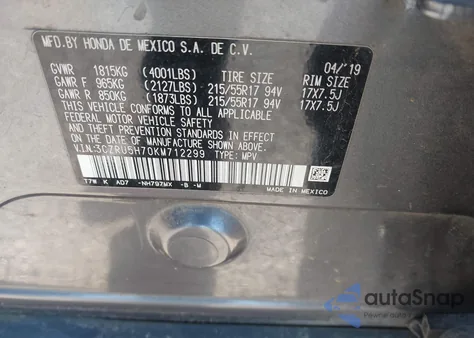 MFD.BY HONDA DE MEXICO S.A. DE C.V.
04/'19
GVWR 1815KG (4001LBS) TIRE SIZE RIM SIZE
GAWR F 965KG (2127LBS) 215/55R17 94V 17X7.5J
GAWR R 850KG (1873LBS) 215/55R17 94V 17X7.5J
THIS VEHICLE CONFORMS TO ALL APPLICABLE
FEDERAL MOTOR VEHICLE SAFETY STANDARDS IN EFFECT
ON THE DATE OF MANUFACTURE SHOWN ABOVE.
V.I.N:3CZRU5H70KM712299 TYPE: MPV
T7W K AD7 -NH797MX -B -M MADE IN MEXICO
autoSnap